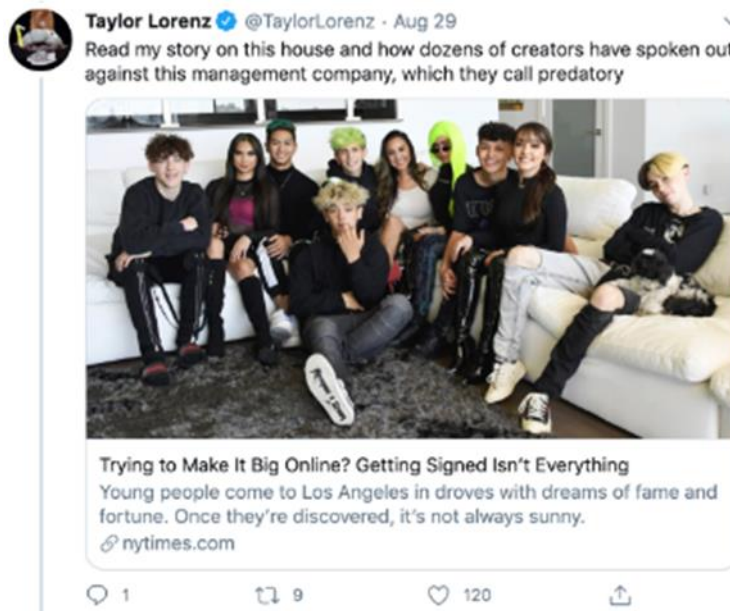 Taylor Lorenz @TaylorLorenz · Aug 29
Read my story on this house and how dozens of creators have spoken out
against this management company, which they call predatory
Trying to Make It Big Online? Getting Signed Isn't Everything
Young people come to Los Angeles in droves with dreams of fame and
fortune. Once they're discovered, it's not always sunny.
nytimes.com
1 9 120